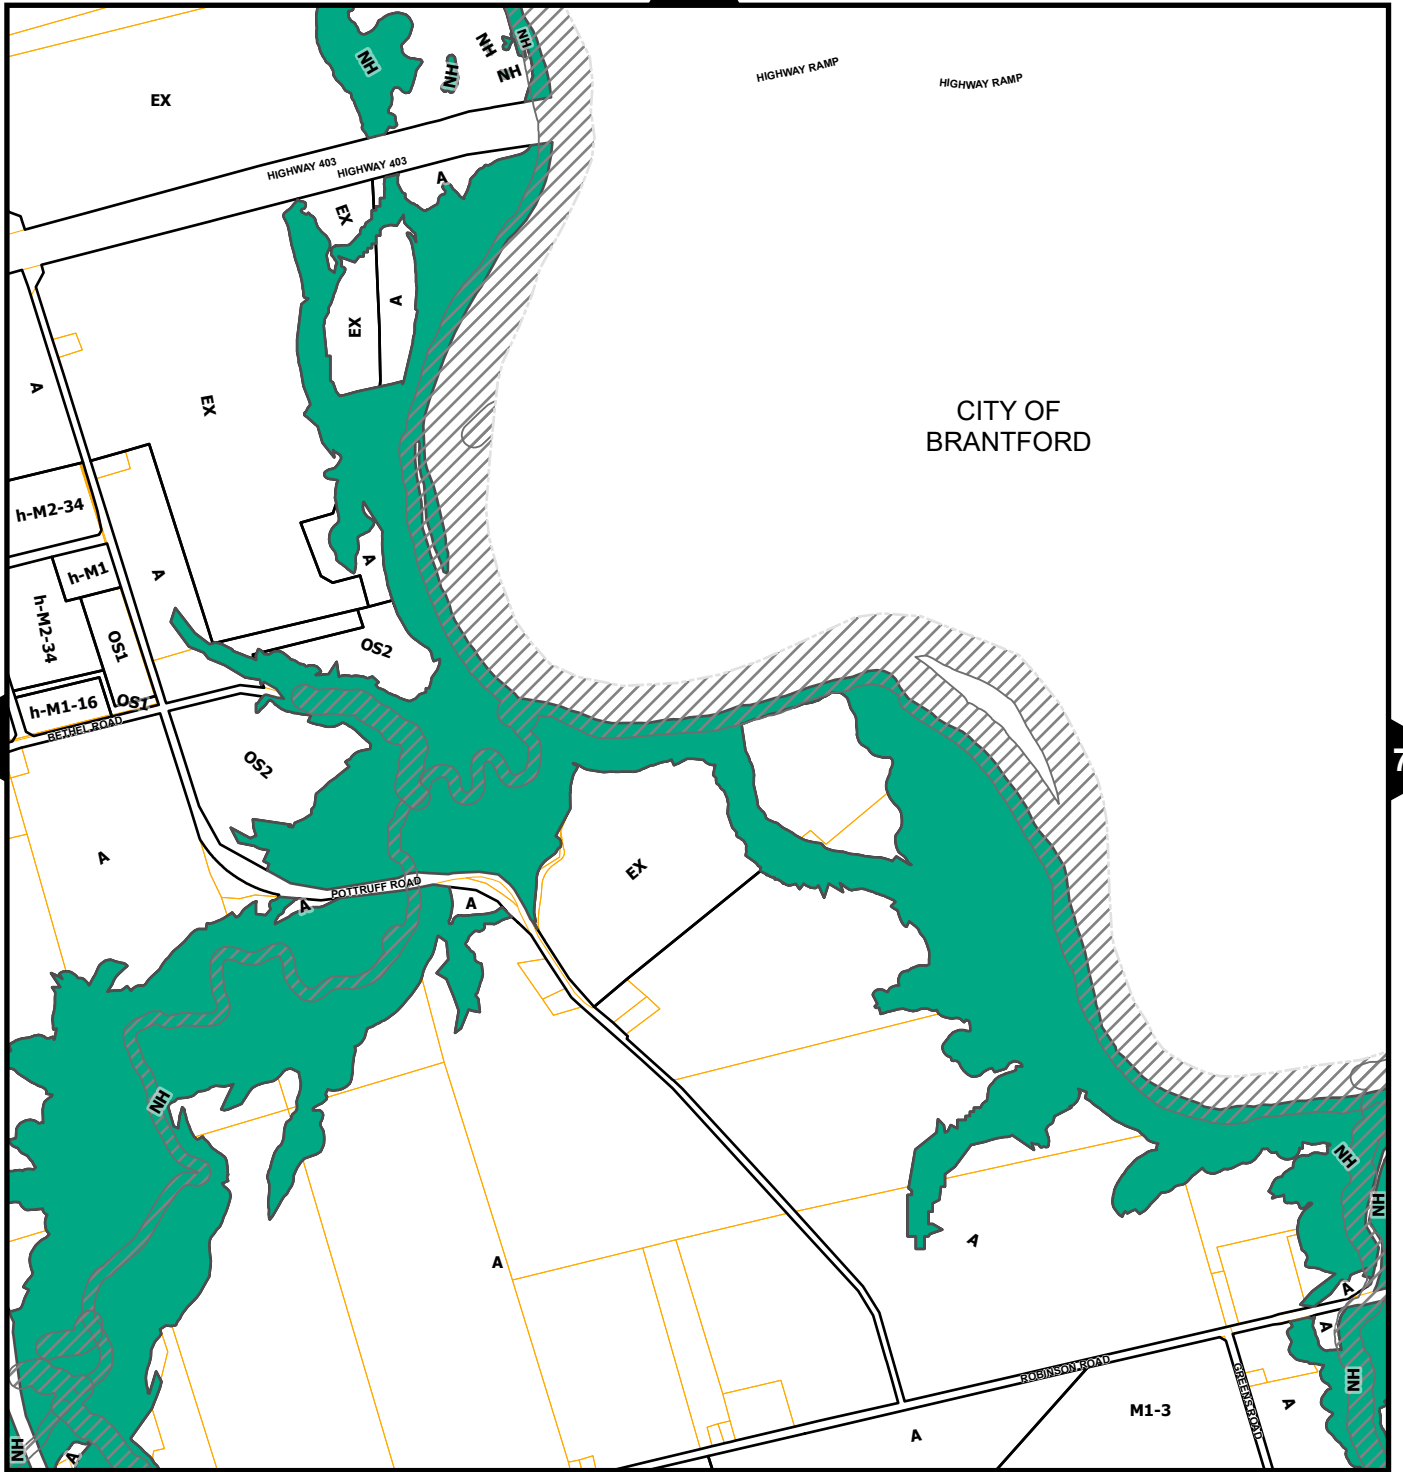 NH
NH
NH
NH
NH
HIGHWAY RAMP
HIGHWAY RAMP
EX
HIGHWAY 403
HIGHWAY 403
A
EX
A
EX
A
EX
CITY OF
BRANTFORD
h-M2-34
A
A
h-M1
h-M2-34
OS1
OS2
h-M1-16
OS1
BETHEL ROAD
OS2
7
A
EX
POTTRUFF ROAD
A
A
NH
NH
NH
A
A
A
A
ROBINSON ROAD
NH
GREENS ROAD
A
M1-3
A
NH
A